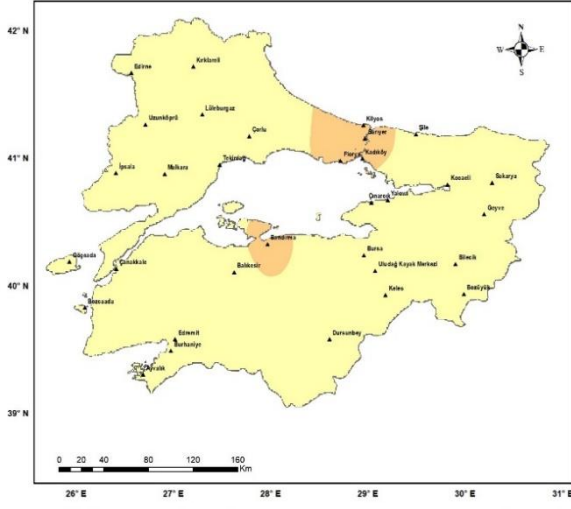 42° N
N
W E
S
Edirne
Kırklareli
Lüleburgaz
Uzunköprü
Çorlu
Kilyos
Şile
Sarıyer
41° N
Florya
Kadıköy
İpsala
Malkara
Tekirdağ
Kocaeli
Sakarya
Çınarcık
Yalova
Geyve
Bandırma
Gökçeada
Çanakkale
Balıkesir
Bursa
Bilecik
Uludağ Kayak Merkezi
40° N
Bozcaada
Keles
Bozüyük
Edremit
Burhaniye
Dursunbey
Ayvalık
39° N
0 20 40 80 120 160
Km
26° E 27° E 28° E 29° E 30° E 31° E